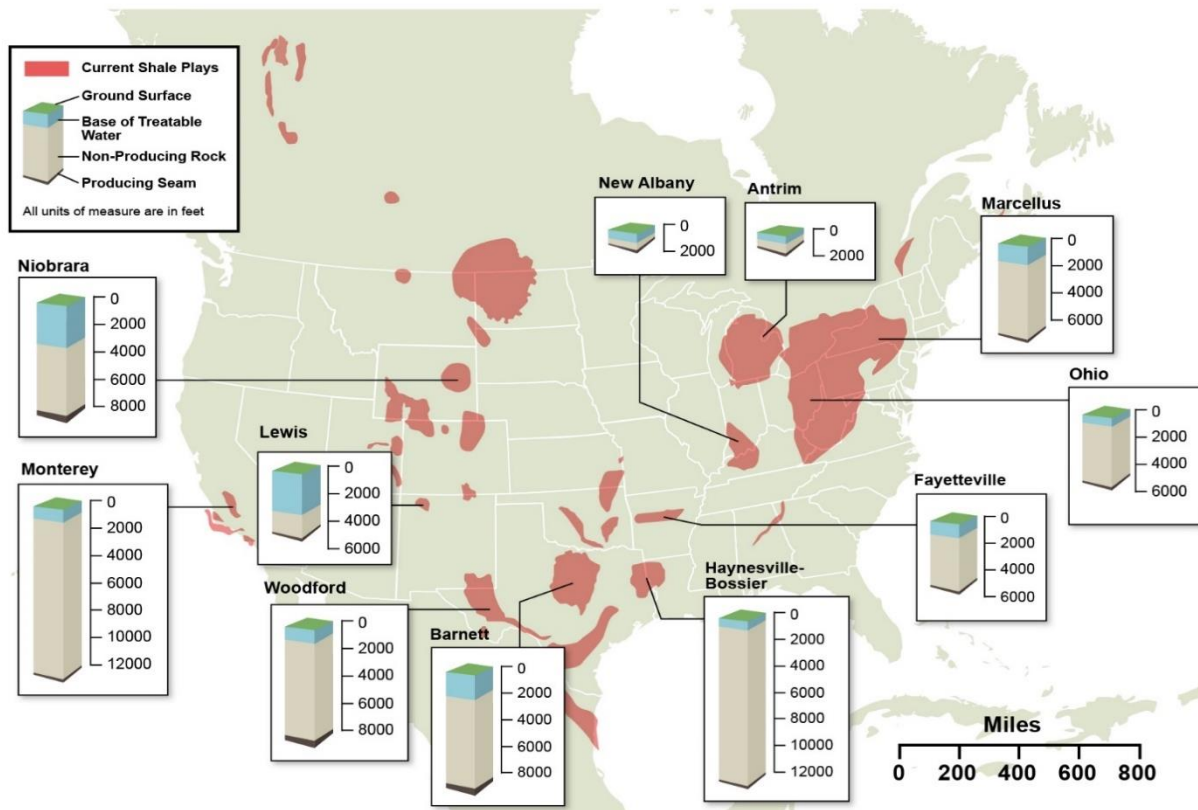 Current Shale Plays
Ground Surface
Base of Treatable
Water
Non-Producing Rock
Producing Seam
All units of measure are in feet
New Albany
0
2000
Antrim
0
2000
Marcellus
0
2000
4000
6000
Niobrara
0
2000
4000
6000
8000
Ohio
0
2000
4000
6000
Lewis
0
2000
4000
6000
Monterey
0
2000
4000
6000
8000
10000
12000
Fayetteville
0
2000
4000
6000
Woodford
0
2000
4000
6000
8000
Barnett
0
2000
4000
6000
8000
Haynesville-
Bossier
0
2000
4000
6000
8000
10000
12000
Miles
0 200 400 600 800